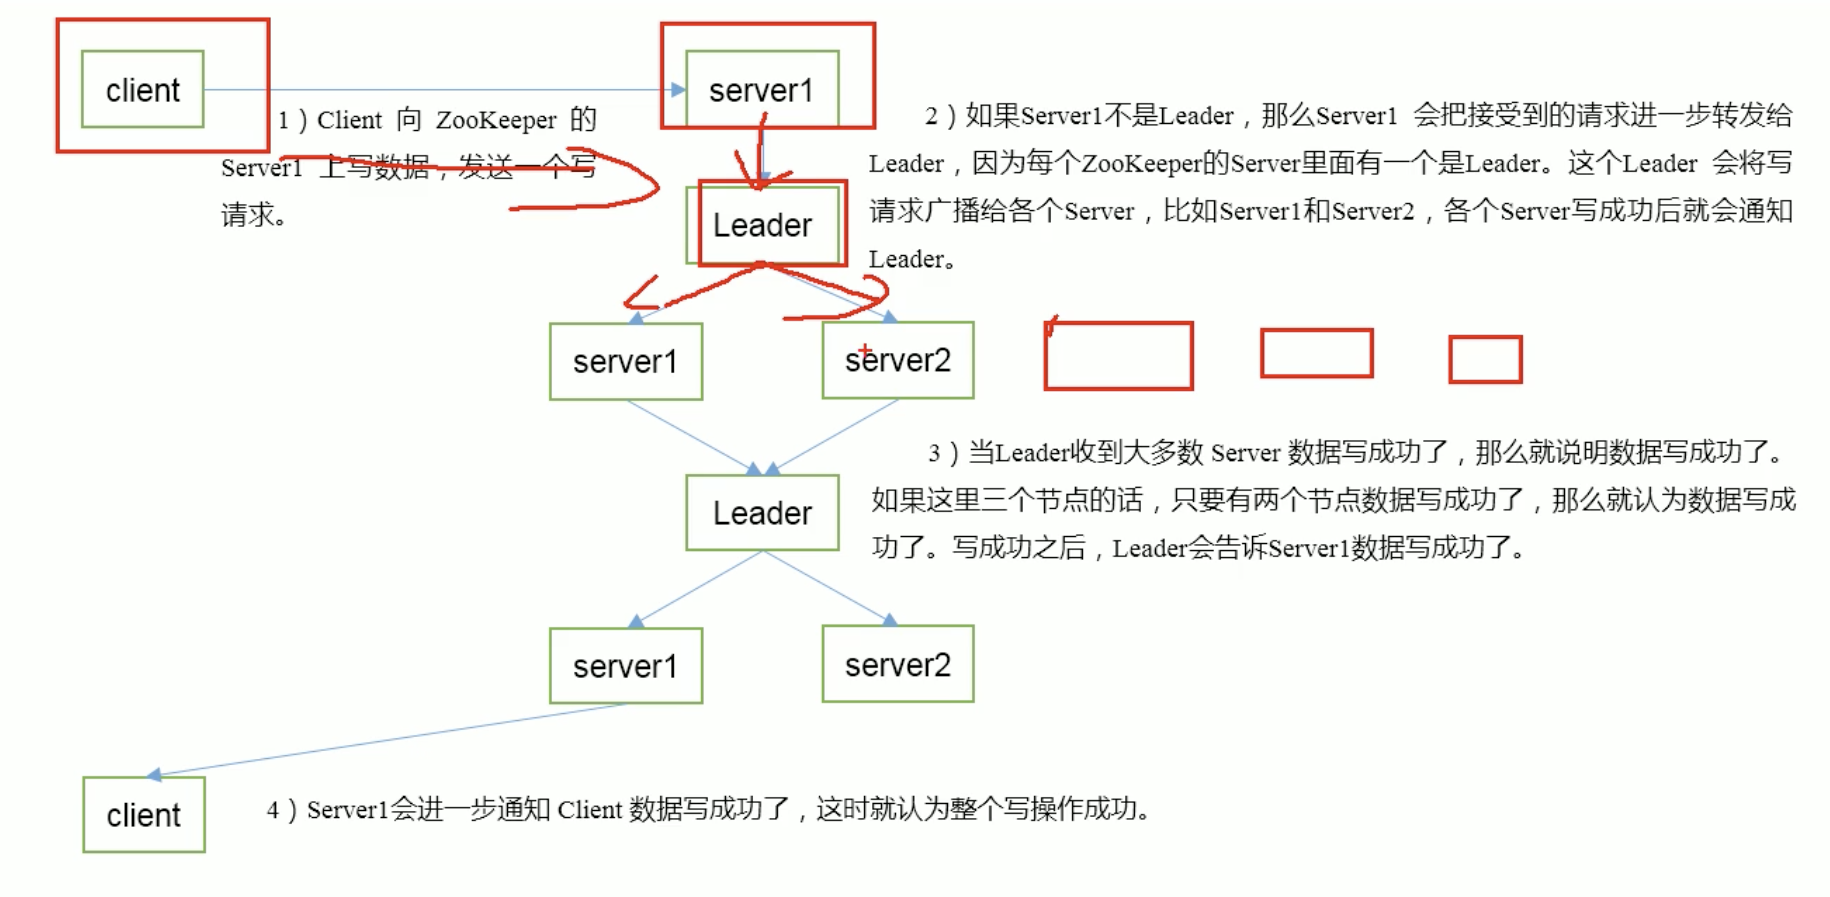 client
server1
1）Client 向 ZooKeeper 的
Server1 上写数据，发送一个写
请求。
2）如果Server1不是Leader，那么Server1 会把接受到的请求进一步转发给
Leader，因为每个ZooKeeper的Server里面有一个是Leader。这个Leader 会将写
请求广播给各个Server，比如Server1和Server2，各个Server写成功后就会通知
Leader。
Leader
server1
server2
3）当Leader收到大多数 Server 数据写成功了，那么就说明数据写成功了。
如果这里三个节点的话，只要有两个节点数据写成功了，那么就认为数据写成
功了。写成功之后，Leader会告诉Server1数据写成功了。
Leader
server1
server2
client
4）Server1会进一步通知 Client 数据写成功了，这时就认为整个写操作成功。